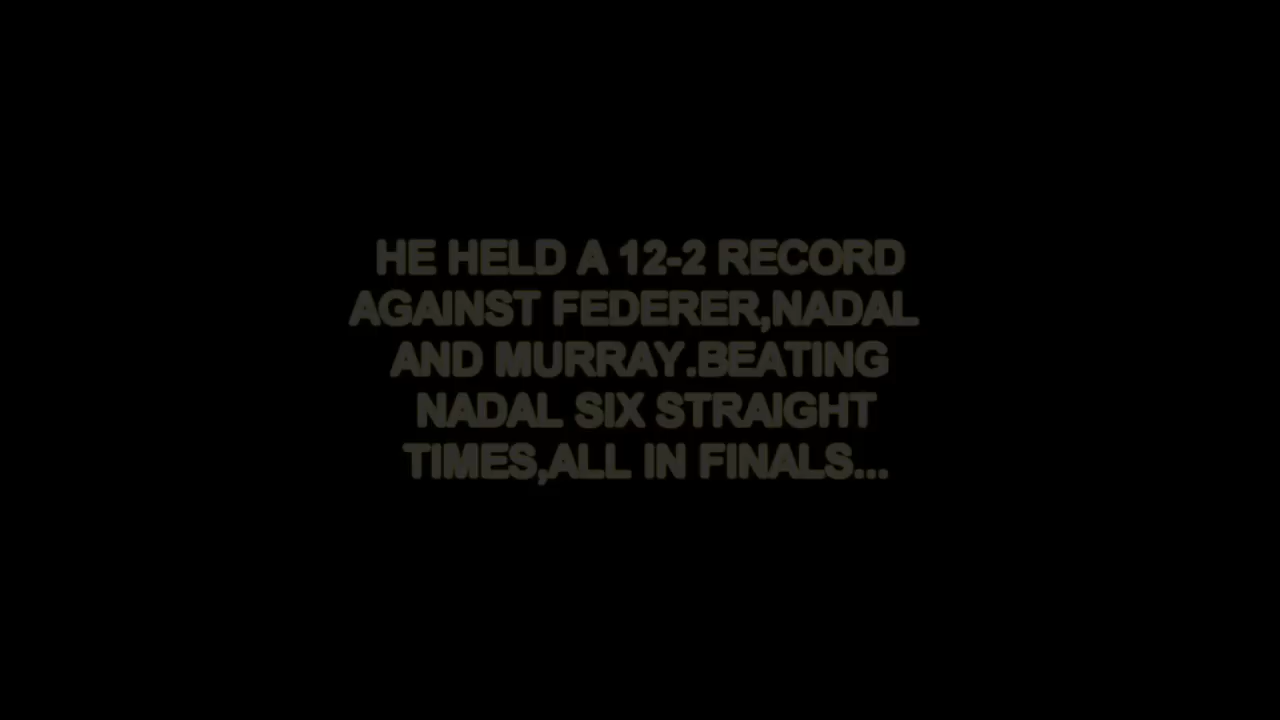 HE HELD A 12-2 RECORD
AGAINST FEDERER,NADAL
AND MURRAY.BEATING
NADAL SIX STRAIGHT
TIMES,ALL IN FINALS...